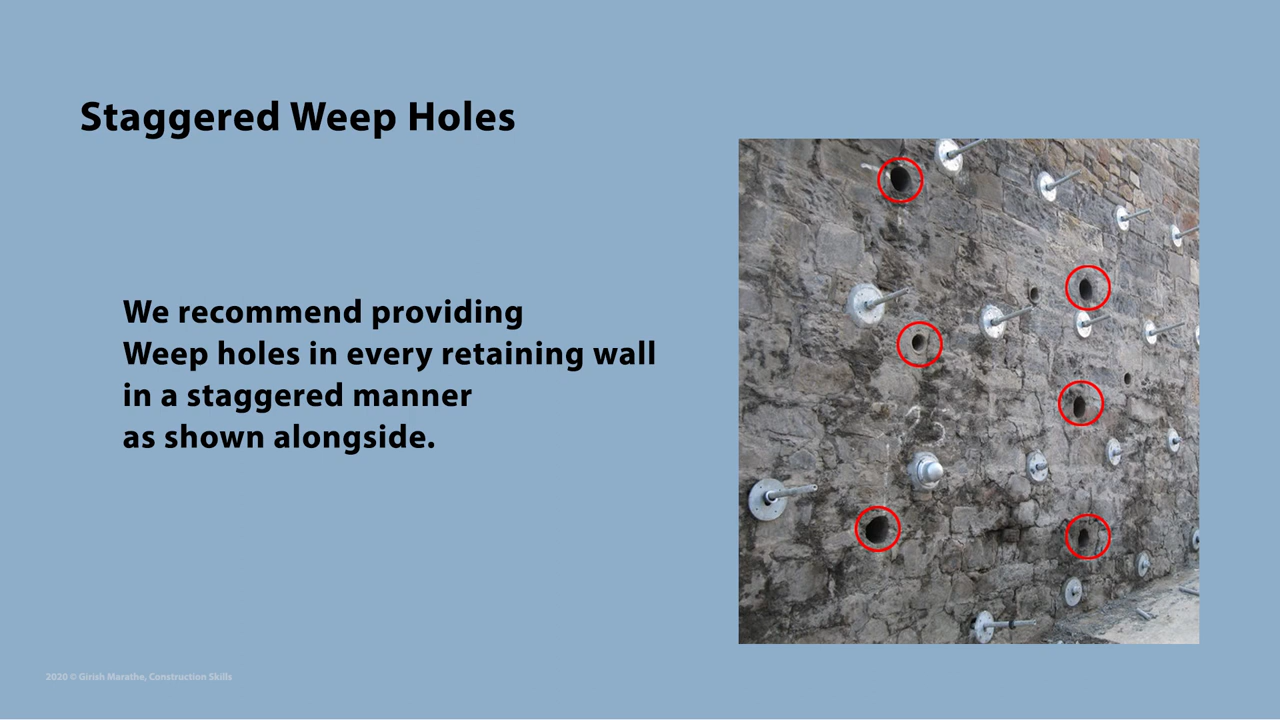 Staggered Weep Holes
We recommend providing
Weep holes in every retaining wall
in a staggered manner
as shown alongside.
2020 © Girish Marathe, Construction Skills